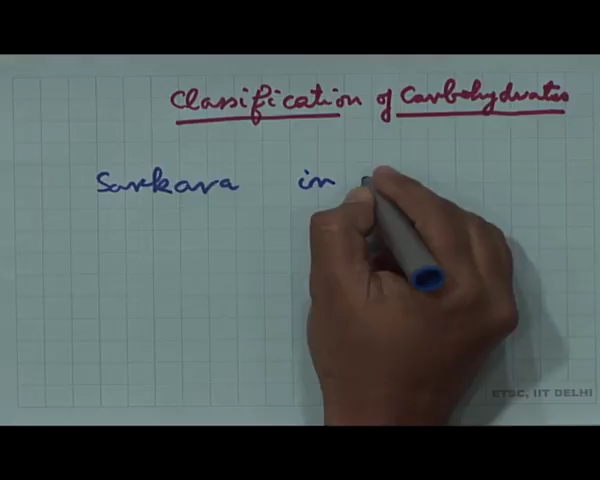 Classification of Carbohydrates
Sarkara in
ETSC, IIT DELHI